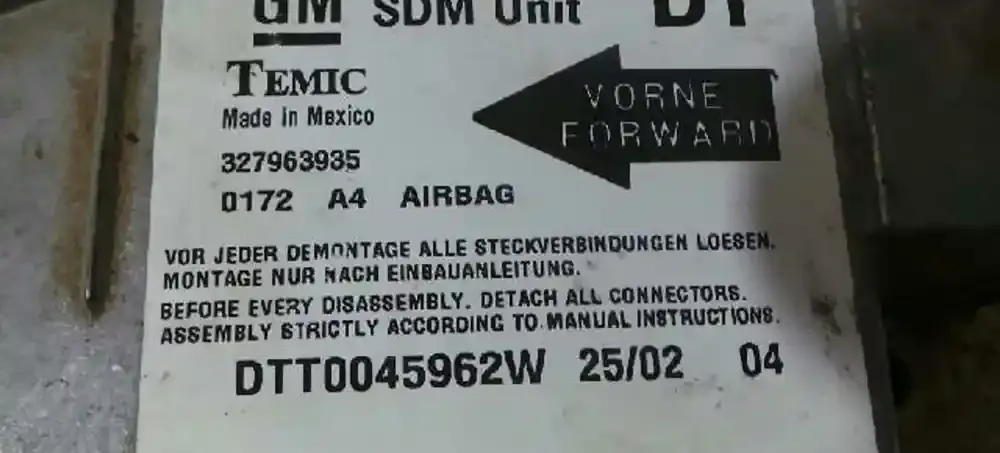 GM SDM Unit DT
TEMIC
Made in Mexico
VORNE
FORWARD
327963935
0172 A4 AIRBAG
VOR JEDER DEMONTAGE ALLE STECKVERBINDUNGEN LOESEN.
MONTAGE NUR NACH EINBAUANLEITUNG.
BEFORE EVERY DISASSEMBLY. DETACH ALL CONNECTORS.
ASSEMBLY STRICTLY ACCORDING TO MANUAL INSTRUCTIONS.
DTT0045962W 25/02 04